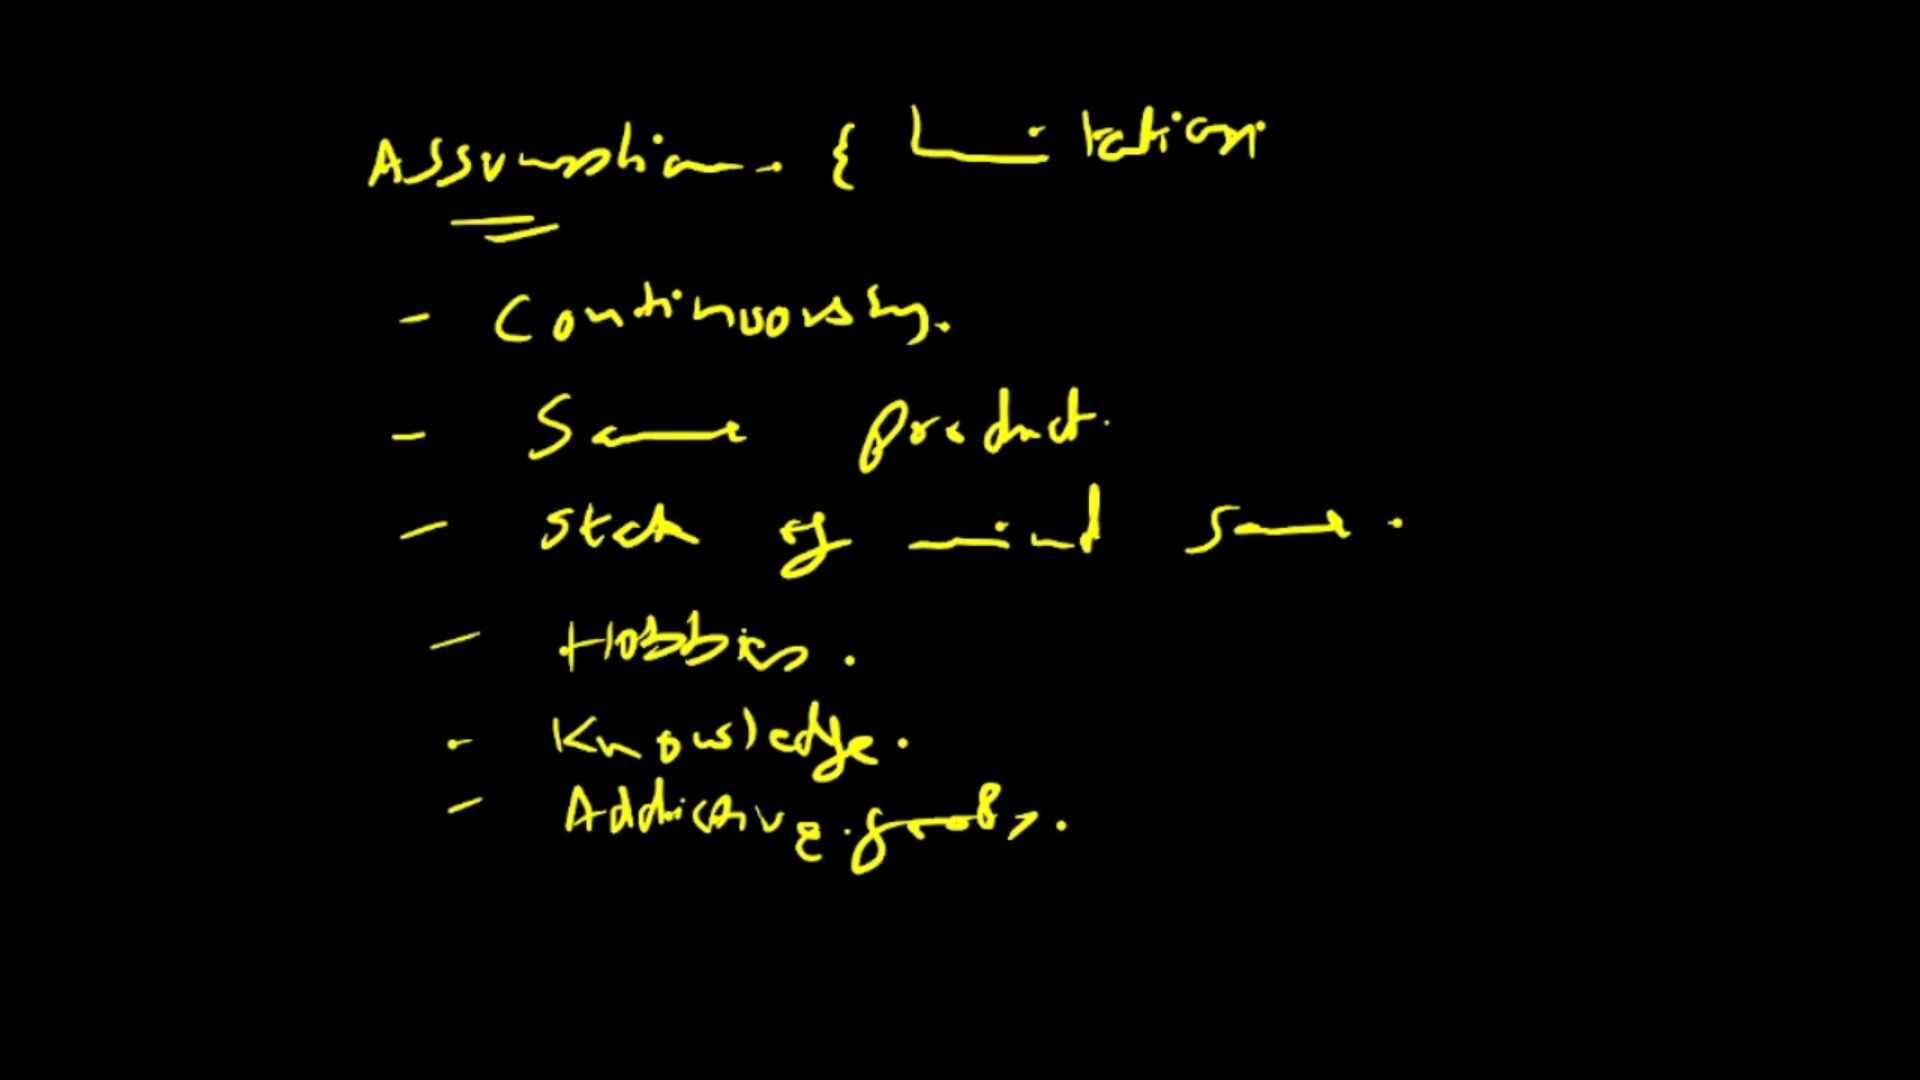 Assumption. { Limitation
- Continuously.
- Same product.
- State of mind same.
- Hobbies.
- Knowledge.
- Addictive goods.